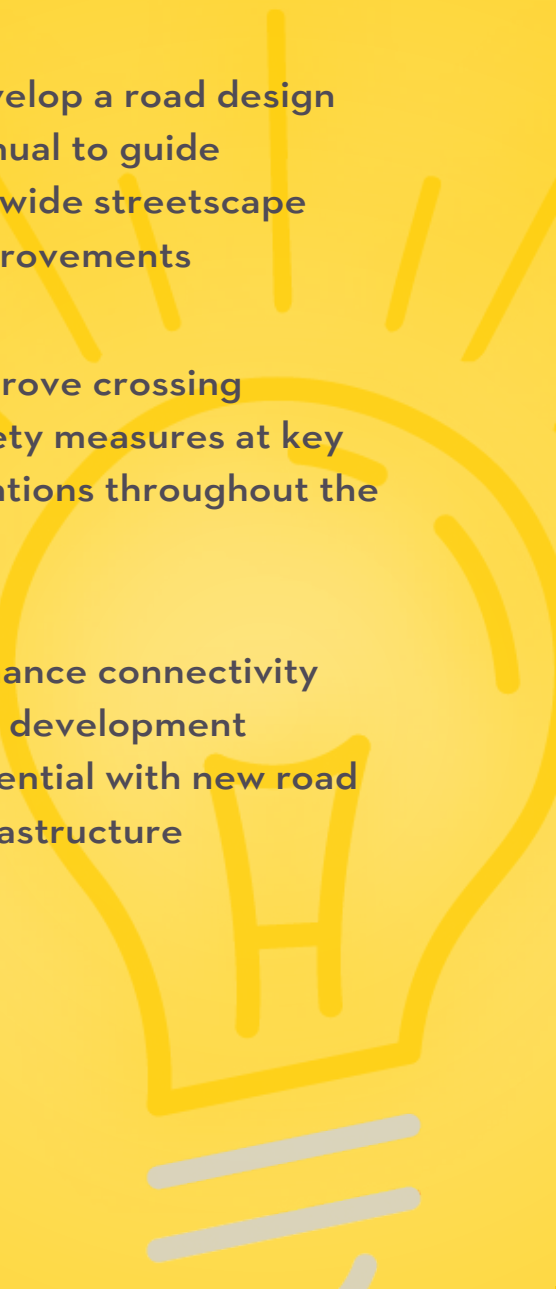 velop a road design
nual to guide
wide streetscape
rovements
rove crossing
ety measures at key
ations throughout the
ance connectivity
development
ential with new road
astructure